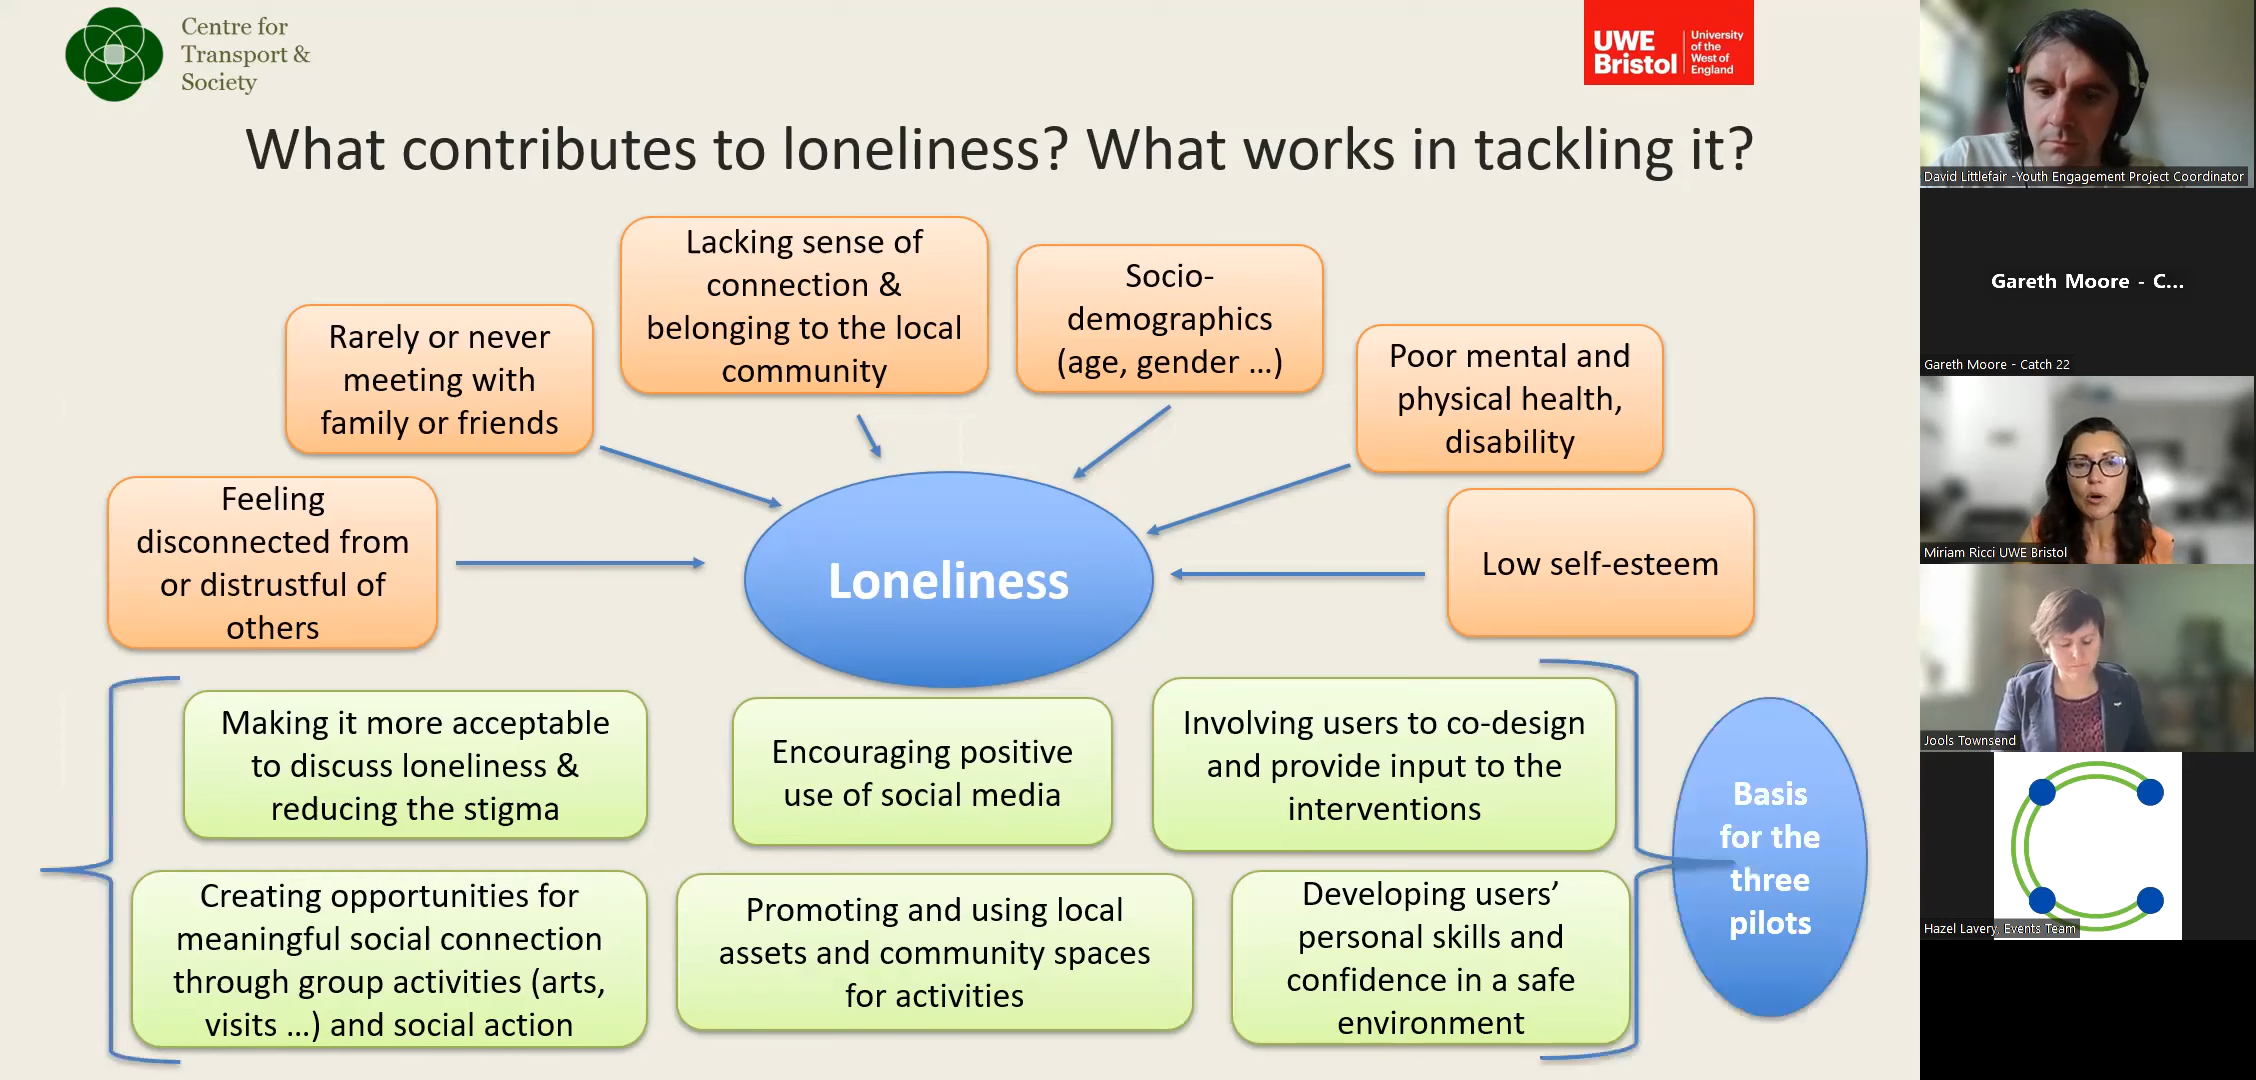 Centre for
Transport &
Society
UWE
Bristol
University
of the
West of
England
What contributes to loneliness? What works in tackling it?
Lacking sense of
connection &
belonging to the local
community
Socio-
demographics
(age, gender ...)
Rarely or never
meeting with
family or friends
Poor mental and
physical health,
disability
Feeling
disconnected from
or distrustful of
others
Loneliness
Low self-esteem
Making it more acceptable
to discuss loneliness &
reducing the stigma
Encouraging positive
use of social media
Involving users to co-design
and provide input to the
interventions
Creating opportunities for
meaningful social connection
through group activities (arts,
visits ...) and social action
Promoting and using local
assets and community spaces
for activities
Developing users’
personal skills and
confidence in a safe
environment
Basis
for the
three
pilots
David Littlefair -Youth Engagement Project Coordinator
Gareth Moore - C...
Gareth Moore - Catch 22
Miriam Ricci UWE Bristol
Jools Townsend
Hazel Lavery, Events Team